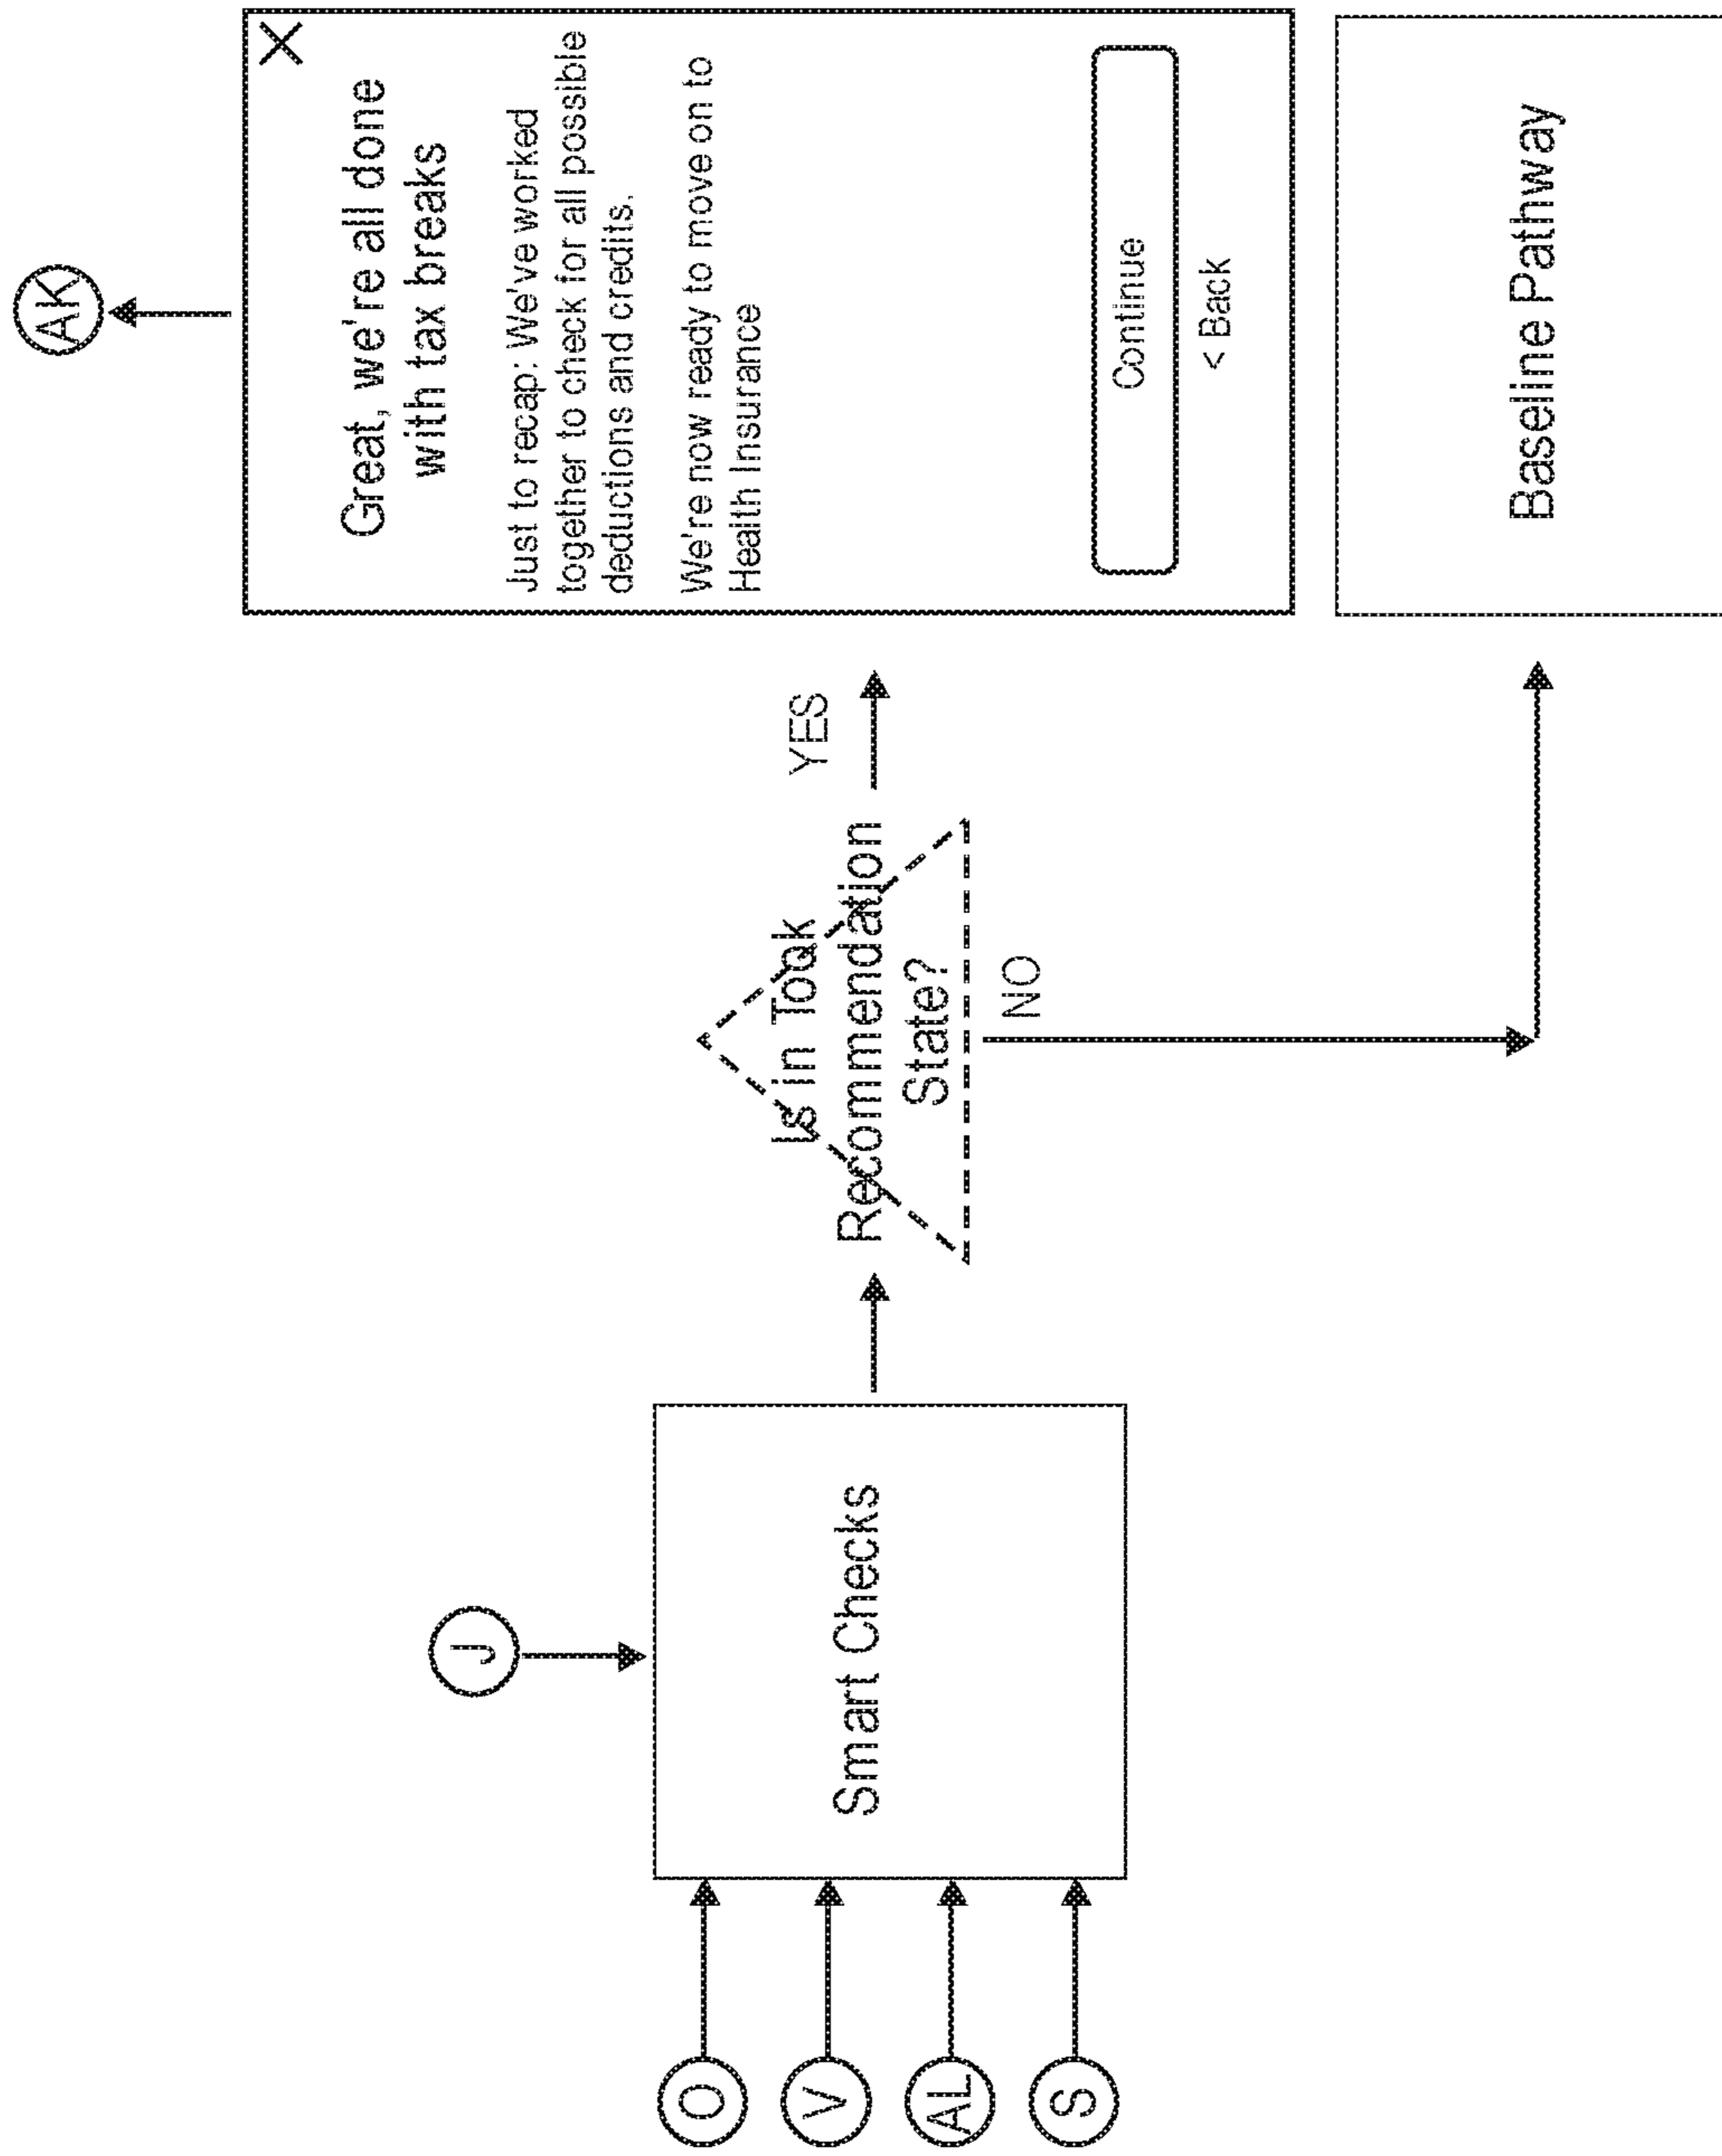 O
V
AL
S
J
Smart Checks
Is in Took
Recommendation
State?
YES
NO
AK
X
Great, we're all done
with tax breaks
Just to recap: We've worked
together to check for all possible
deductions and credits.
We're now ready to move on to
Health Insurance
Continue
< Back
Baseline Pathway